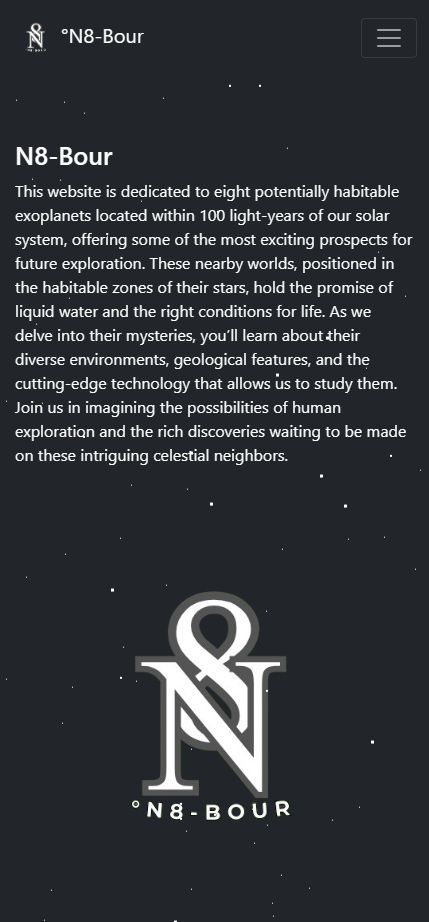 °N8-BOUR
°N8-Bour
N8-Bour
This website is dedicated to eight potentially habitable
exoplanets located within 100 light-years of our solar
system, offering some of the most exciting prospects for
future exploration. These nearby worlds, positioned in
the habitable zones of their stars, hold the promise of
liquid water and the right conditions for life. As we
delve into their mysteries, you’ll learn about their
diverse environments, geological features, and the
cutting-edge technology that allows us to study them.
Join us in imagining the possibilities of human
exploration and the rich discoveries waiting to be made
on these intriguing celestial neighbors.
N8
°N8-BOUR